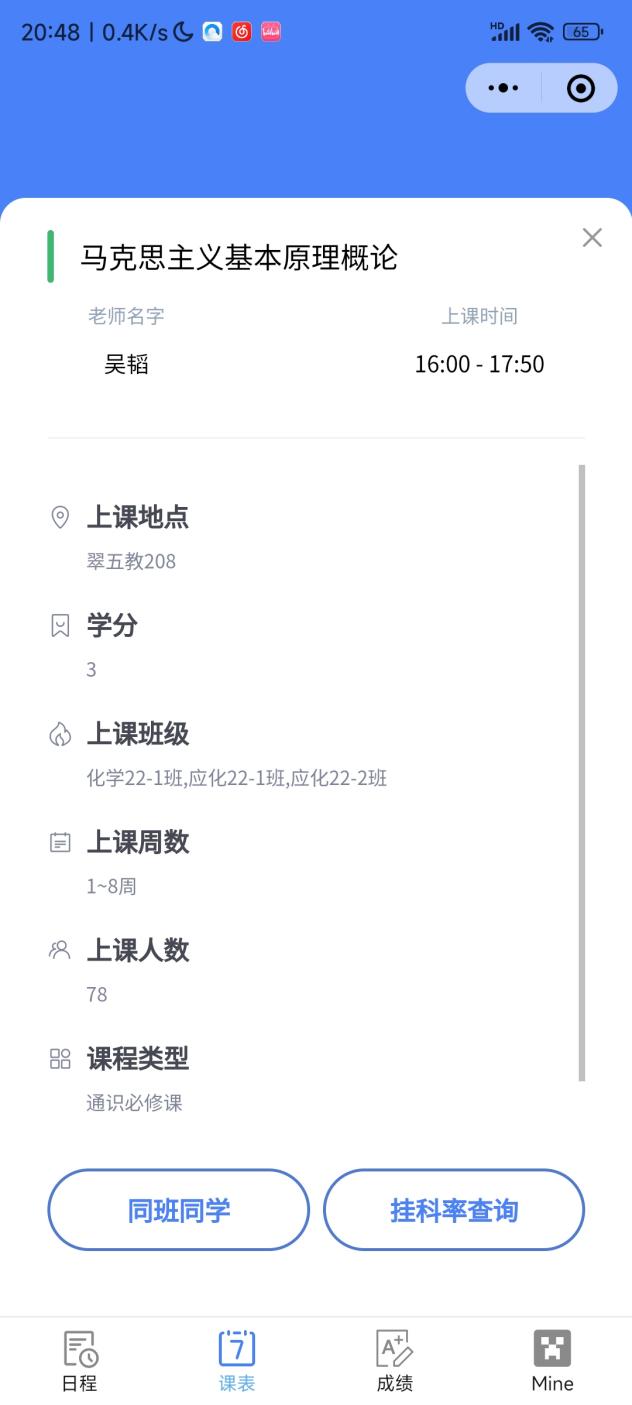 20:48 | 0.4K/s
HD
65
马克思主义基本原理概论
老师名字
上课时间
吴韬
16:00 - 17:50
上课地点
翠五教208
学分
3
上课班级
化学22-1班,应化22-1班,应化22-2班
上课周数
1~8周
上课人数
78
课程类型
通识必修课
同班同学
挂科率查询
7
A+
日程
课表
成绩
Mine